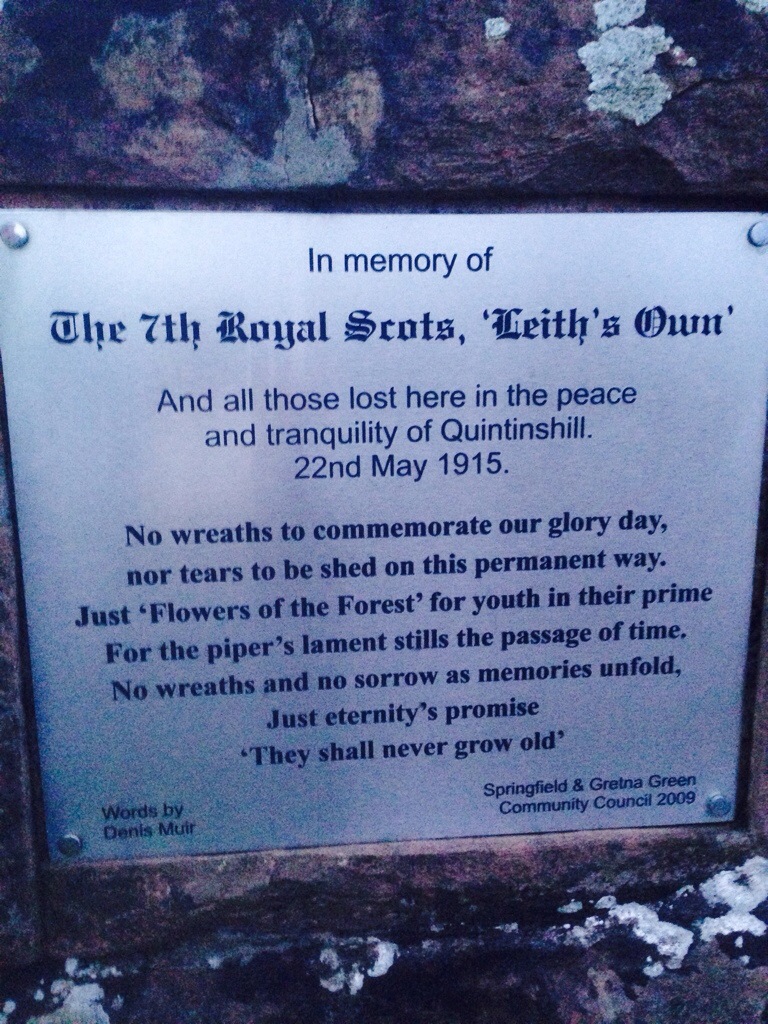 In memory of
The 7th Royal Scots, 'Leith's Own'
And all those lost here in the peace
and tranquility of Quintinshill.
22nd May 1915.
No wreaths to commemorate our glory day,
nor tears to be shed on this permanent way.
Just 'Flowers of the Forest' for youth in their prime
For the piper's lament stills the passage of time.
No wreaths and no sorrow as memories unfold,
Just eternity's promise
'They shall never grow old'
Words by
Denis Muir
Springfield & Gretna Green
Community Council 2009